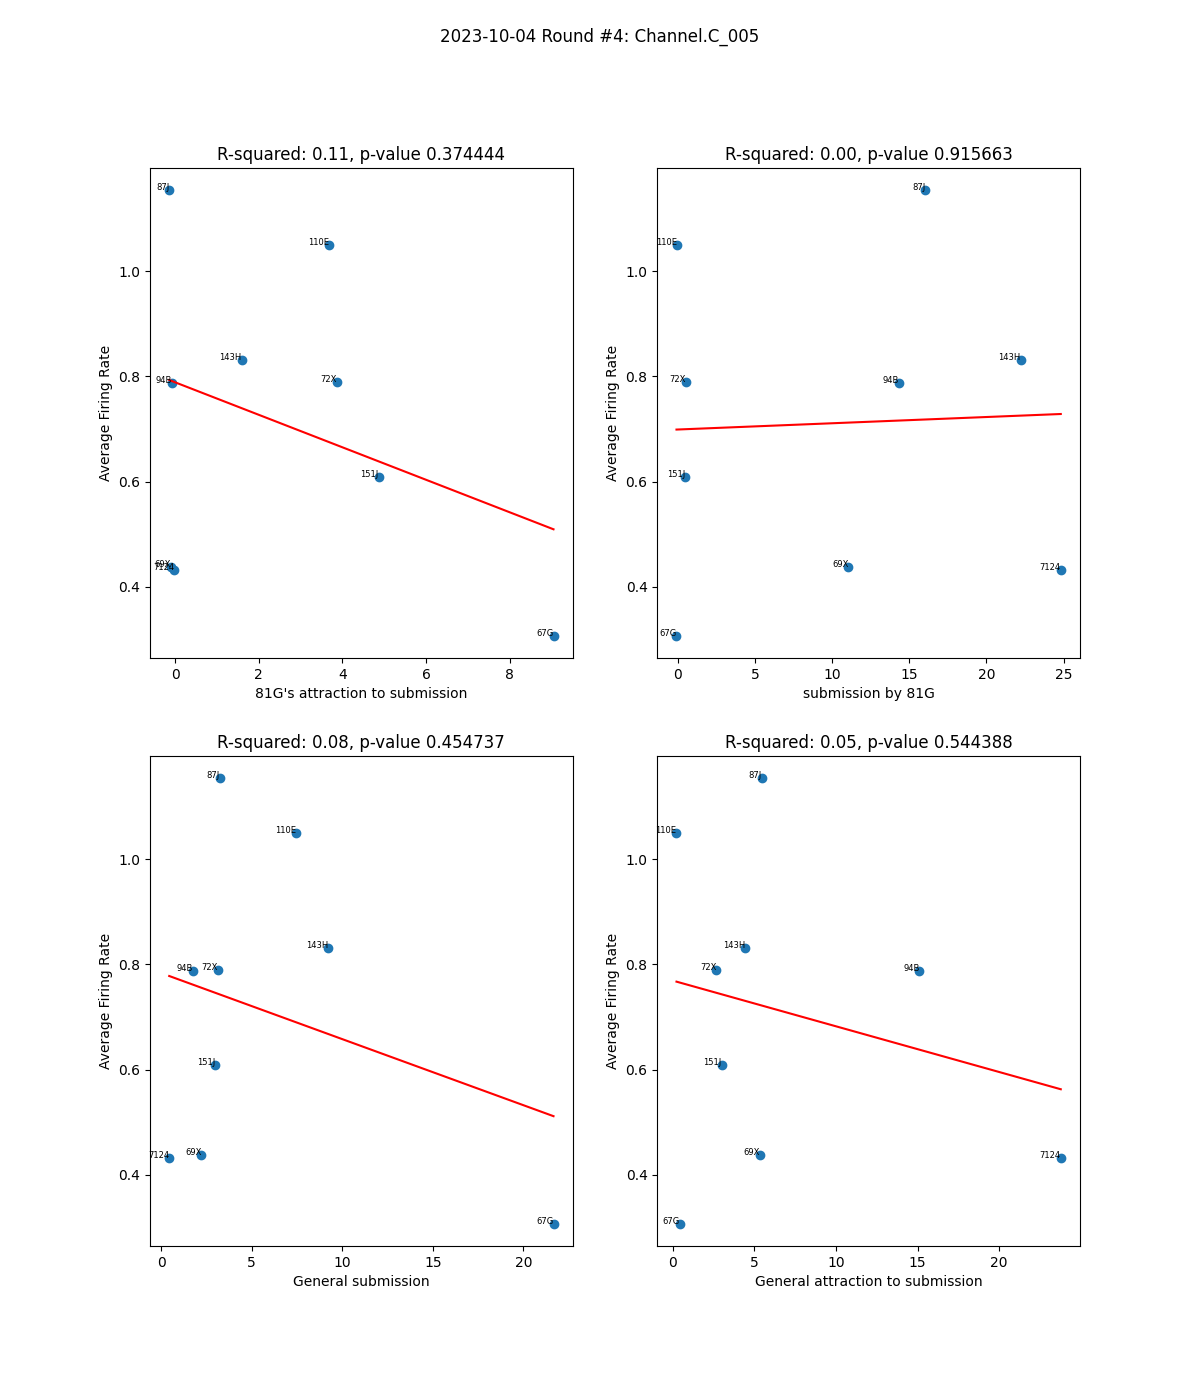 2023-10-04 Round #4: Channel.C_005
R-squared: 0.11, p-value 0.374444
87J
110E
143H
94B
72X
151J
69X
7124
67G
1.0
0.8
0.6
0.4
Average Firing Rate
0 2 4 6 8
81G's attraction to submission
R-squared: 0.00, p-value 0.915663
87J
110E
143H
72X
94B
151J
69X
7124
67G
1.0
0.8
0.6
0.4
Average Firing Rate
0 5 10 15 20 25
submission by 81G
R-squared: 0.08, p-value 0.454737
87J
110E
143H
94B
72X
151J
7124
69X
67G
1.0
0.8
0.6
0.4
Average Firing Rate
0 5 10 15 20
General submission
R-squared: 0.05, p-value 0.544388
87J
110E
143H
72X
94B
151J
69X
7124
67G
1.0
0.8
0.6
0.4
Average Firing Rate
0 5 10 15 20
General attraction to submission